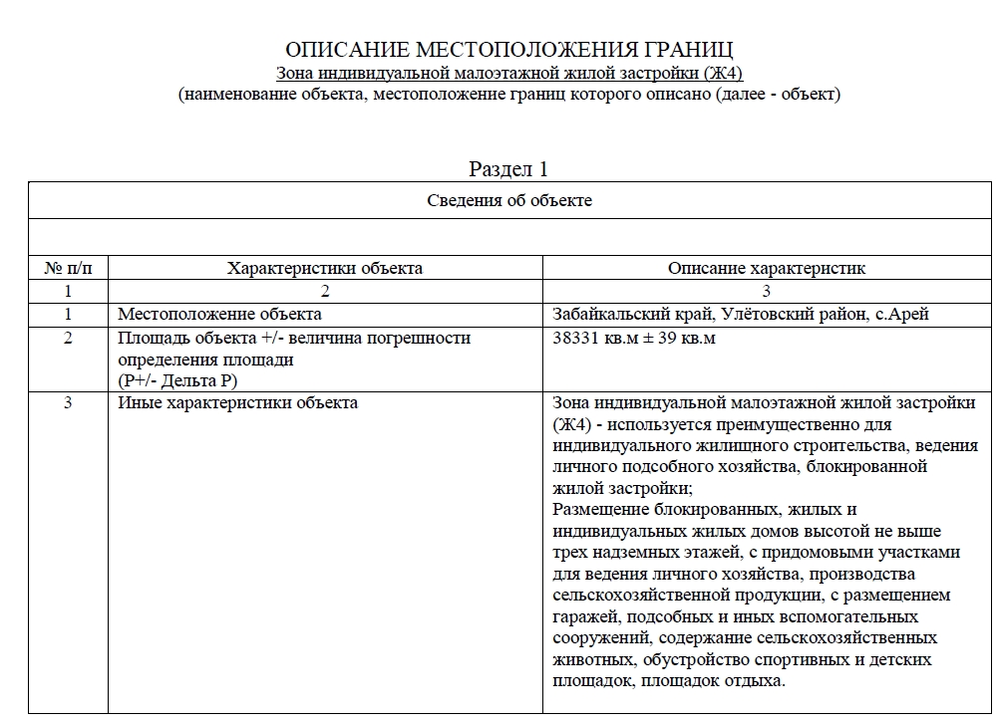 ОПИСАНИЕ МЕСТОПОЛОЖЕНИЯ ГРАНИЦ
Зона индивидуальной малоэтажной жилой застройки (Ж4)
(наименование объекта, местоположение границ которого описано (далее - объект)
Раздел 1
Сведения об объекте
№ п/п Характеристики объекта Описание характеристик
1 2 3
1 Местоположение объекта Забайкальский край, Улётовский район, с.Арей
2 Площадь объекта +/- величина погрешности 38331 кв.м ± 39 кв.м
определения площади
(P+/- Дельта P)
3 Иные характеристики объекта Зона индивидуальной малоэтажной жилой застройки
(Ж4) - используется преимущественно для
индивидуального жилищного строительства, ведения
личного подсобного хозяйства, блокированной
жилой застройки;
Размещение блокированных, жилых и
индивидуальных жилых домов высотой не выше
трех надземных этажей, с придомовыми участками
для ведения личного хозяйства, производства
сельскохозяйственной продукции, с размещением
гаражей, подсобных и иных вспомогательных
сооружений, содержание сельскохозяйственных
животных, обустройство спортивных и детских
площадок, площадок отдыха.